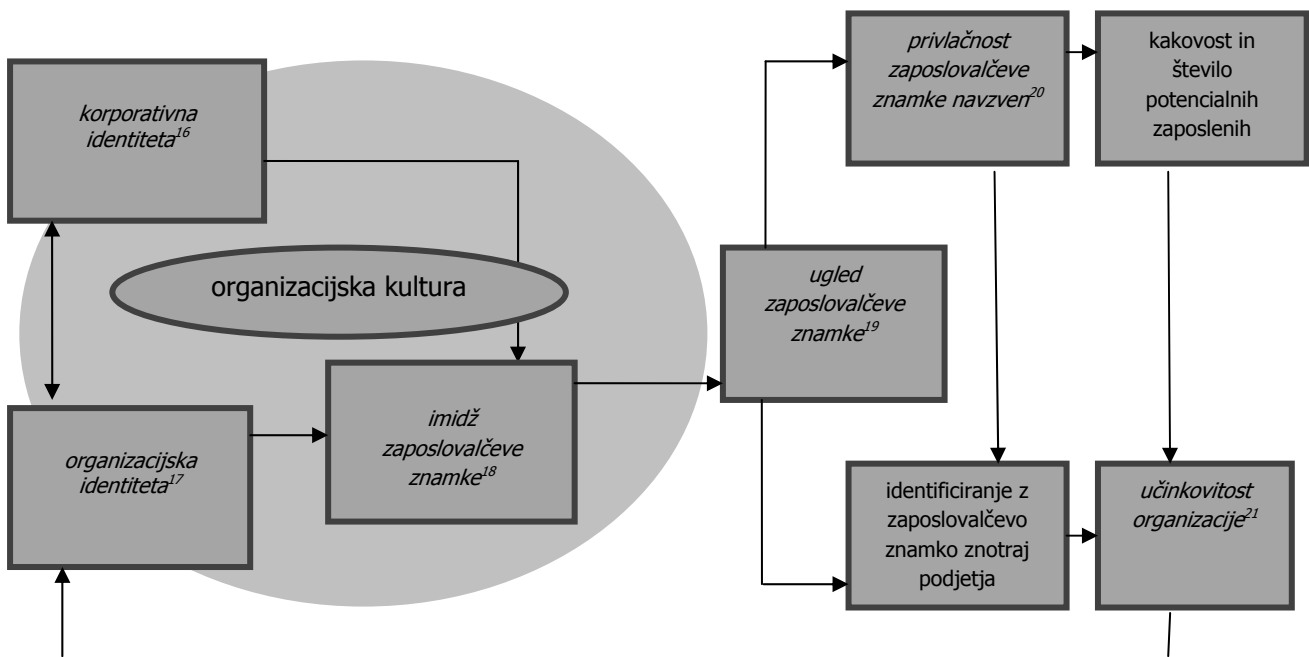 korporativna
identiteta16
organizacijska kultura
organizacijska
identiteta17
imidž
zaposlovalčeve
znamke18
ugled
zaposlovalčeve
znamke19
privlačnost
zaposlovalčeve
znamke navzven20
kakovost in
število
potencialnih
zaposlenih
identificiranje z
zaposlovalčevo
znamko znotraj
podjetja
učinkovitost
organizacije21